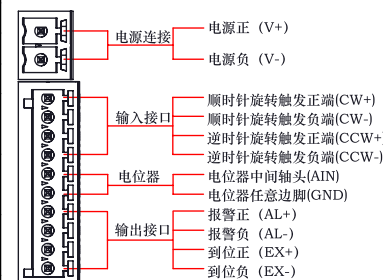 电源连接
电源正（V+）
电源负（V-）
输入接口
顺时针旋转触发正端(CW+)
顺时针旋转触发负端(CW-)
逆时针旋转触发正端(CCW+)
逆时针旋转触发负端(CCW-)
电位器
电位器中间轴头(AIN)
电位器任意边脚(GND)
输出接口
报警正（AL+）
报警负（AL-）
到位正（EX+）
到位负（EX-）